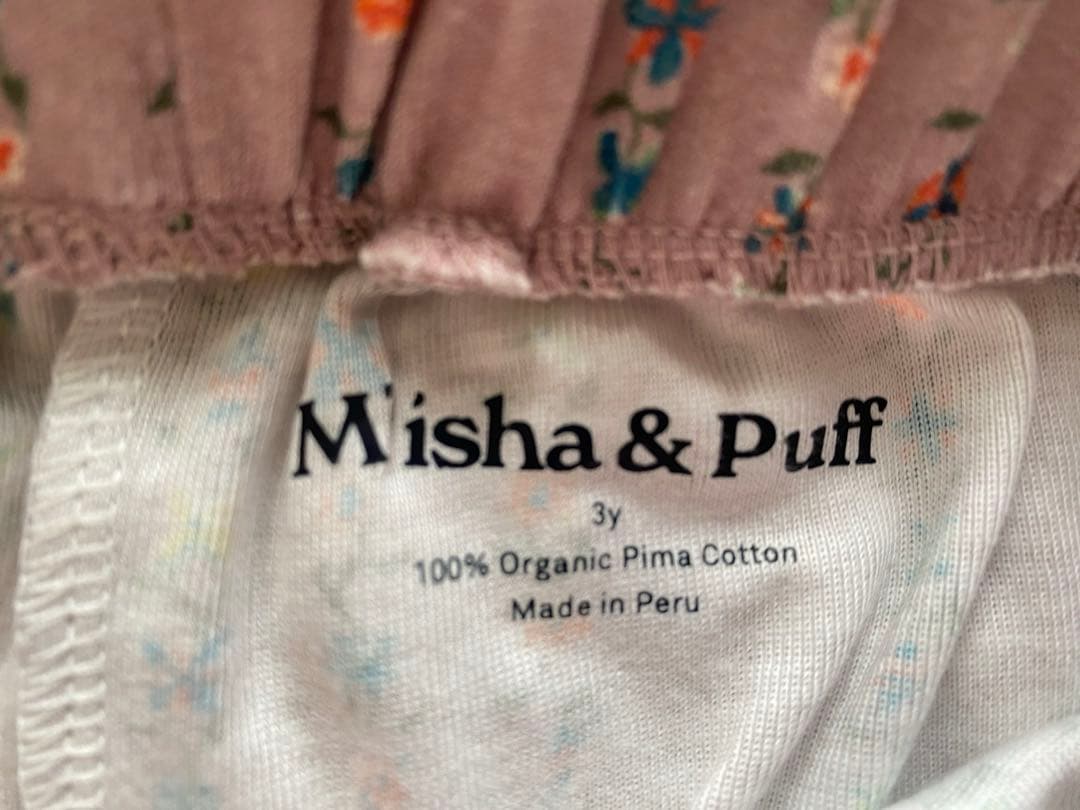 Misha & Puff
3y
100% Organic Pima Cotton
Made in Peru